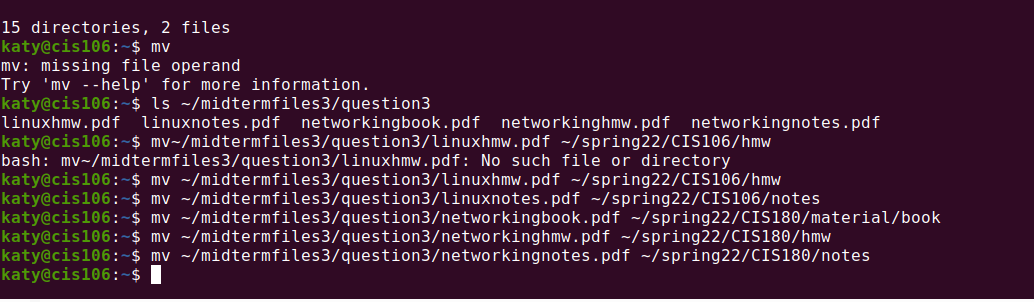 15 directories, 2 files
katy@cis106:~$ mv
mv: missing file operand
Try 'mv --help' for more information.
katy@cis106:~$ ls ~/midtermfiles3/question3
linuxhmw.pdf  linuxnotes.pdf  networkingbook.pdf  networkinghmw.pdf  networkingnotes.pdf
katy@cis106:~$ mv~/midtermfiles3/question3/linuxhmw.pdf ~/spring22/CIS106/hmw
bash: mv~/midtermfiles3/question3/linuxhmw.pdf: No such file or directory
katy@cis106:~$ mv ~/midtermfiles3/question3/linuxhmw.pdf ~/spring22/CIS106/hmw
katy@cis106:~$ mv ~/midtermfiles3/question3/linuxnotes.pdf ~/spring22/CIS106/notes
katy@cis106:~$ mv ~/midtermfiles3/question3/networkingbook.pdf ~/spring22/CIS180/material/book
katy@cis106:~$ mv ~/midtermfiles3/question3/networkinghmw.pdf ~/spring22/CIS180/hmw
katy@cis106:~$ mv ~/midtermfiles3/question3/networkingnotes.pdf ~/spring22/CIS180/notes
katy@cis106:~$